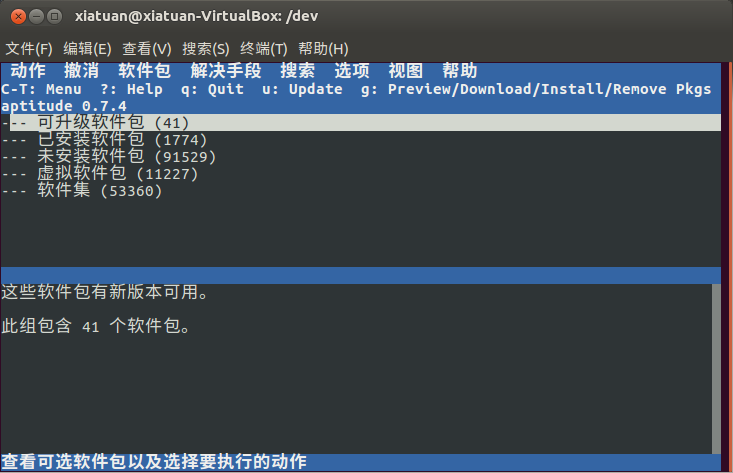 xiatuan@xiatuan-VirtualBox: /dev
文件(F) 编辑(E) 查看(V) 搜索(S) 终端(T) 帮助(H)
动作 撤消 软件包 解决手段 搜索 选项 视图 帮助
C-T: Menu ?: Help q: Quit u: Update g: Preview/Download/Install/Remove Pkgs
aptitude 0.7.4
--- 可升级软件包 (41)
--- 已安装软件包 (1774)
--- 未安装软件包 (91529)
--- 虚拟软件包 (11227)
--- 软件集 (53360)
这些软件包有新版本可用。
此组包含 41 个软件包。
查看可选软件包以及选择要执行的动作